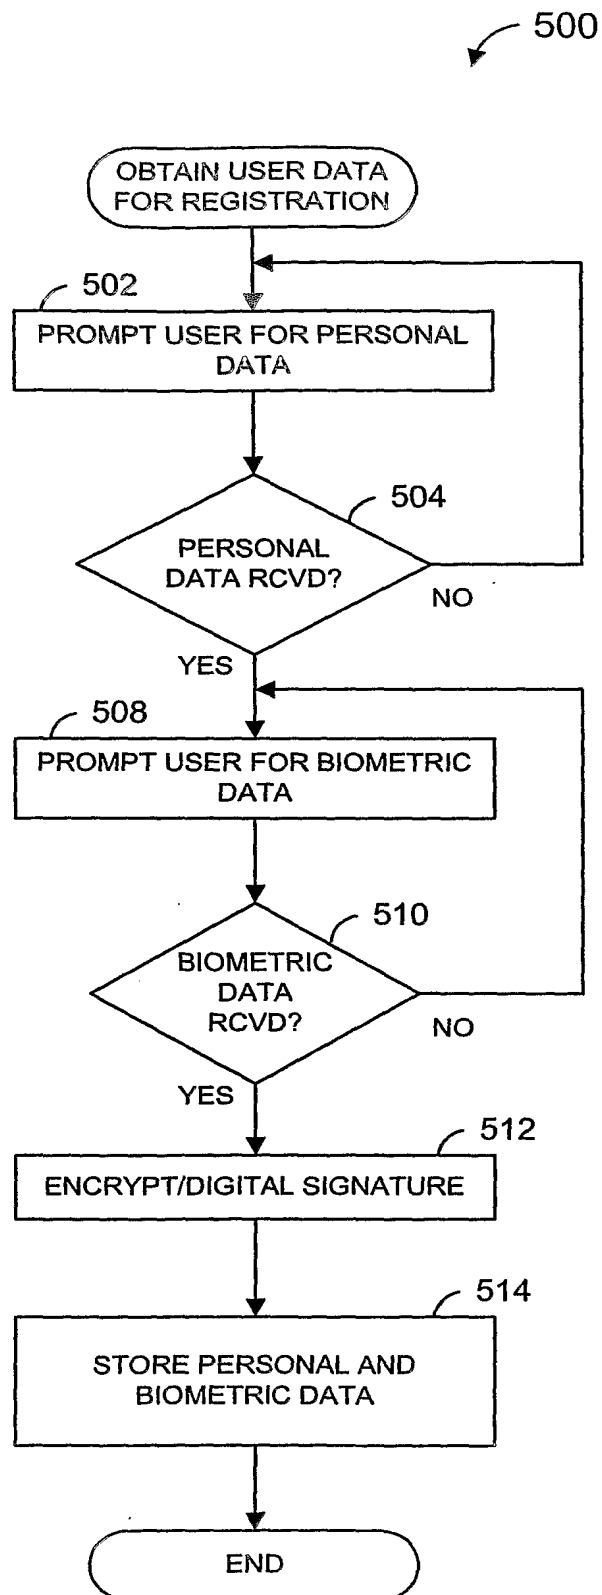 500
OBTAIN USER DATA
FOR REGISTRATION
502
PROMPT USER FOR PERSONAL
DATA
504
PERSONAL
DATA RCVD?
NO
YES
508
PROMPT USER FOR BIOMETRIC
DATA
510
BIOMETRIC
DATA
RCVD?
NO
YES
512
ENCRYPT/DIGITAL SIGNATURE
514
STORE PERSONAL AND
BIOMETRIC DATA
END